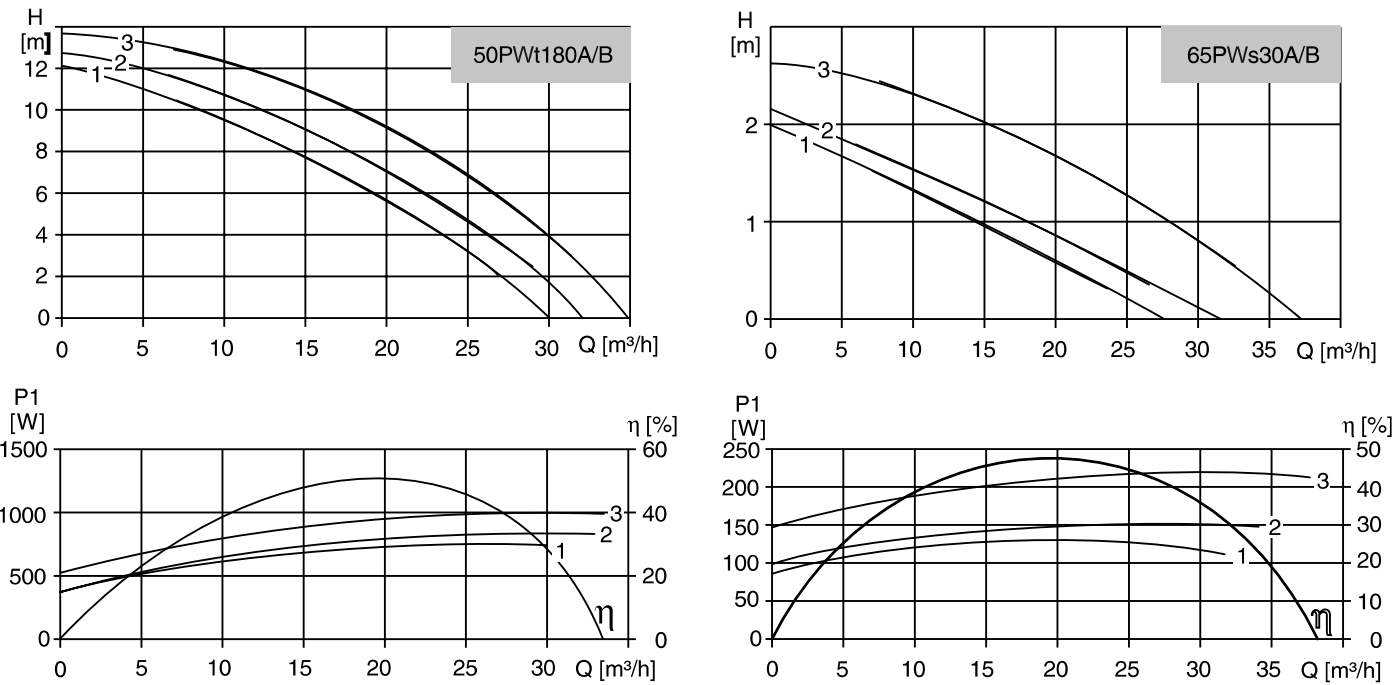 H
[m]
50PWt180A/B
3
2
1
12
10
8
6
4
2
0
0 5 10 15 20 25 30 Q [m³/h]
H
[m]
65PWs30A/B
3
2
1
2
1
0
0 5 10 15 20 25 30 35 Q [m³/h]
P1
[W]
η [%]
1500 60
1000 40
500 20
0 0
3
2
1
η
0 5 10 15 20 25 30 Q [m³/h]
P1
[W]
η [%]
250 50
200 40
150 30
100 20
50 10
0 0
3
2
1
η
0 5 10 15 20 25 30 35 Q [m³/h]